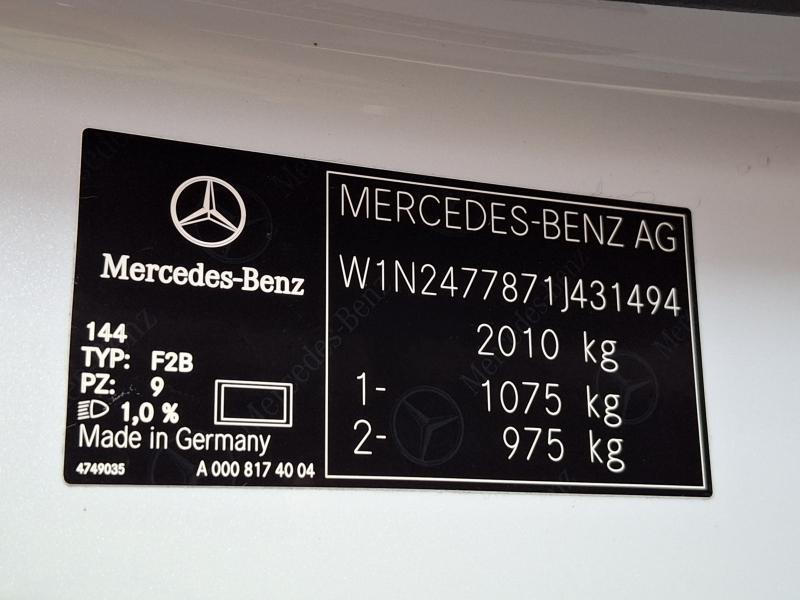 Mercedes-Benz
144
TYP: F2B
PZ: 9
1,0 %
Made in Germany
4749035 A 000 817 40 04
MERCEDES-BENZ AG
W1N2477871J431494
2010 kg
1- 1075 kg
2- 975 kg